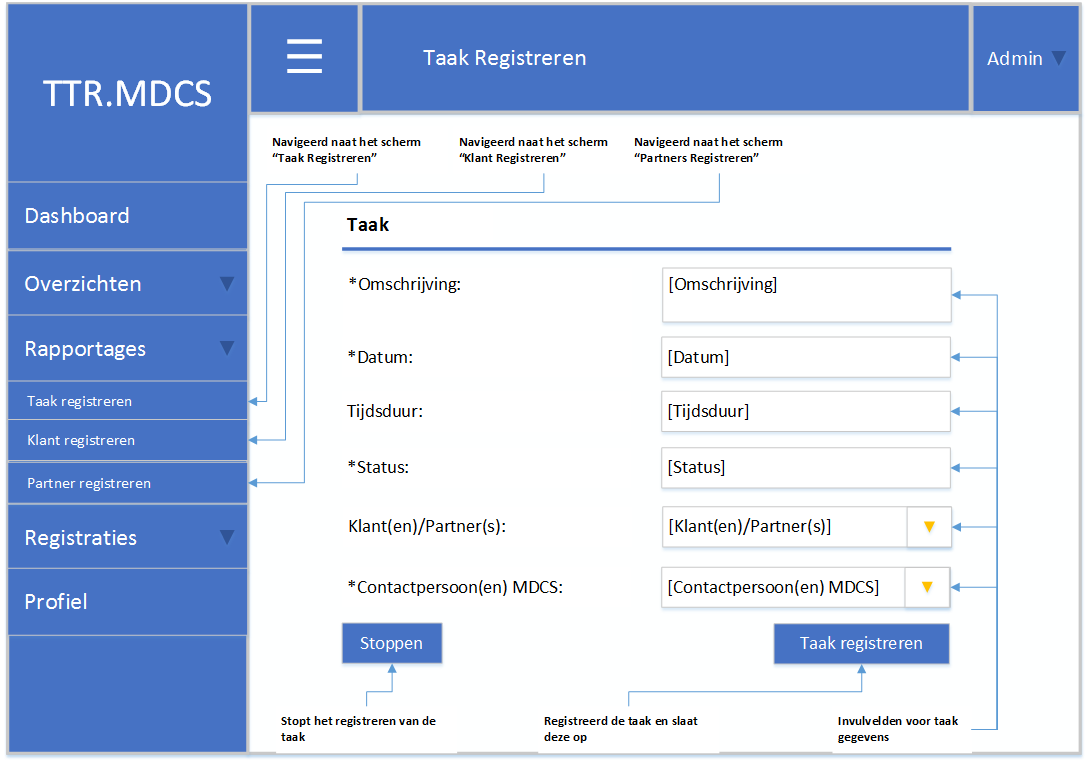 TTR.MDCS
Taak Registreren
Admin
Navigeerd naat het scherm
“Taak Registreren”
Navigeerd naat het scherm
“Klant Registreren”
Navigeerd naat het scherm
“Partners Registreren”
Dashboard
Overzichten
Rapportages
Taak registreren
Klant registreren
Partner registreren
Registraties
Profiel
Taak
*Omschrijving:
[Omschrijving]
*Datum:
[Datum]
Tijdsduur:
[Tijdsduur]
*Status:
[Status]
Klant(en)/Partner(s):
[Klant(en)/Partner(s)]
*Contactpersoon(en) MDCS:
[Contactpersoon(en) MDCS]
Stoppen
Taak registreren
Stopt het registreren van de
taak
Registreerd de taak en slaat
deze op
Invulvelden voor taak
gegevens